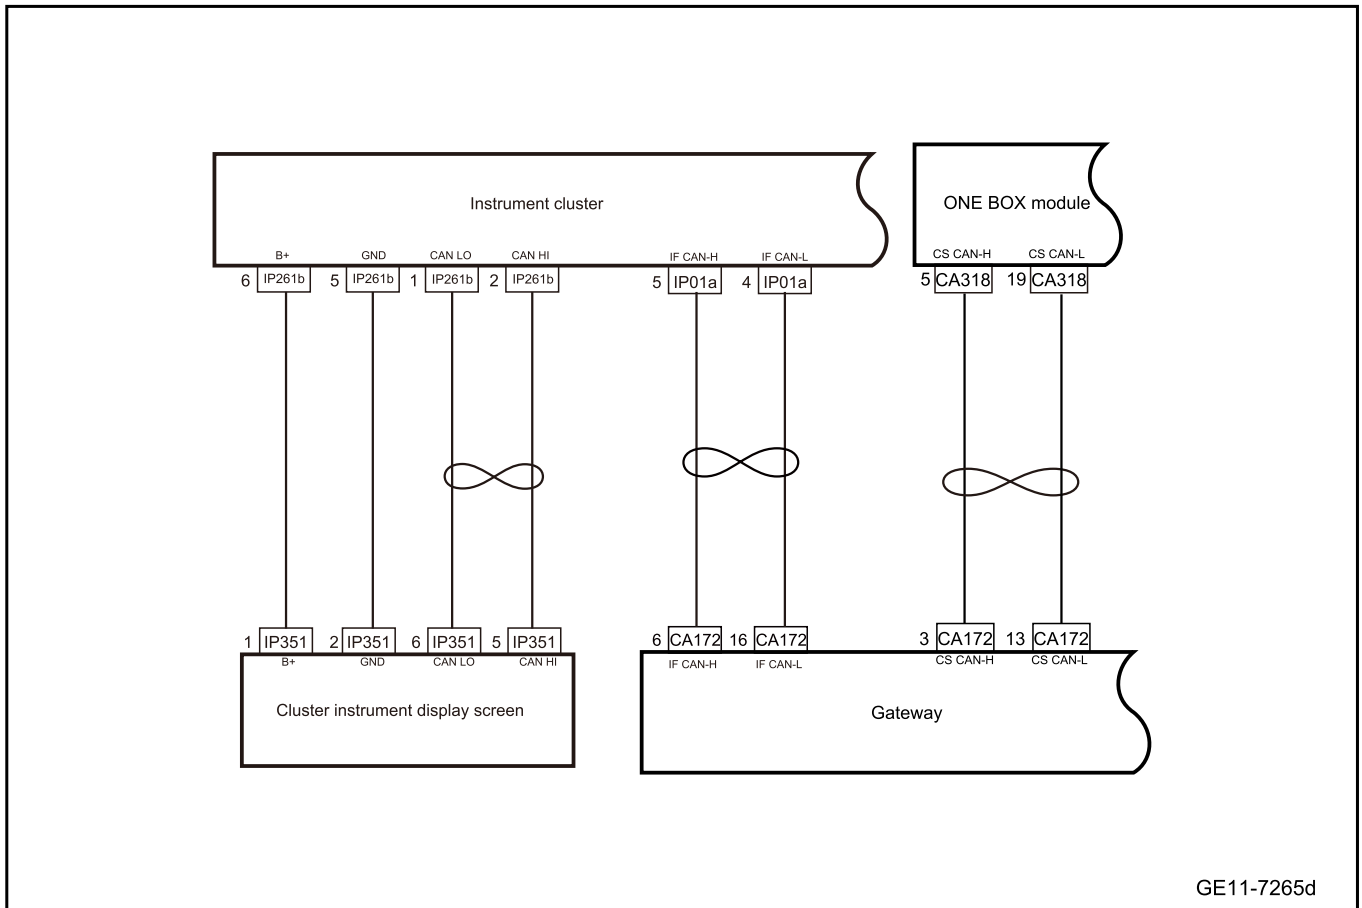 Instrument cluster
ONE BOX module
B+ GND CAN LO CAN HI IF CAN-H IF CAN-L CS CAN-H CS CAN-L
6 IP261b 5 IP261b 1 IP261b 2 IP261b 5 IP01a 4 IP01a 5 CA318 19 CA318
1 IP351 2 IP351 6 IP351 5 IP351 6 CA172 16 CA172 3 CA172 13 CA172
B+ GND CAN LO CAN HI IF CAN-H IF CAN-L CS CAN-H CS CAN-L
Cluster instrument display screen
Gateway
GE11-7265d